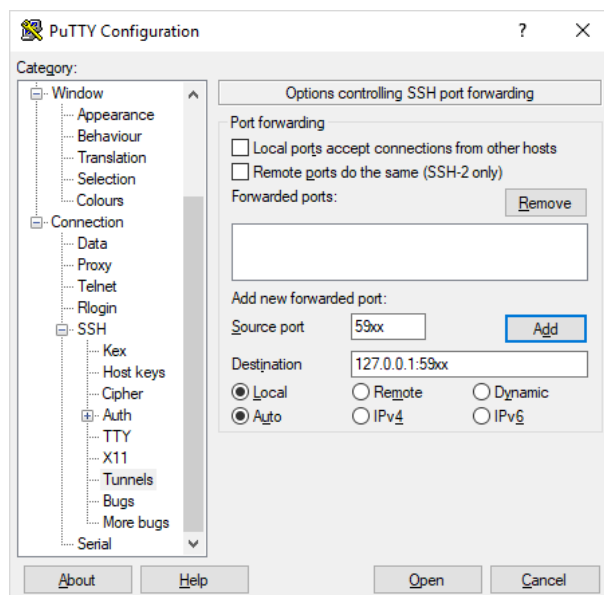 PuTTY Configuration
?
Category:
Window
Appearance
Behaviour
Translation
Selection
Colours
Connection
Data
Proxy
Telnet
Rlogin
SSH
Kex
Host keys
Cipher
Auth
TTY
X11
Tunnels
Bugs
More bugs
Serial
Options controlling SSH port forwarding
Port forwarding
Local ports accept connections from other hosts
Remote ports do the same (SSH-2 only)
Forwarded ports:
Remove
Add new forwarded port:
Source port 59xx Add
Destination 127.0.0.1:59xx
Local Remote Dynamic
Auto IPv4 IPv6
About Help Open Cancel